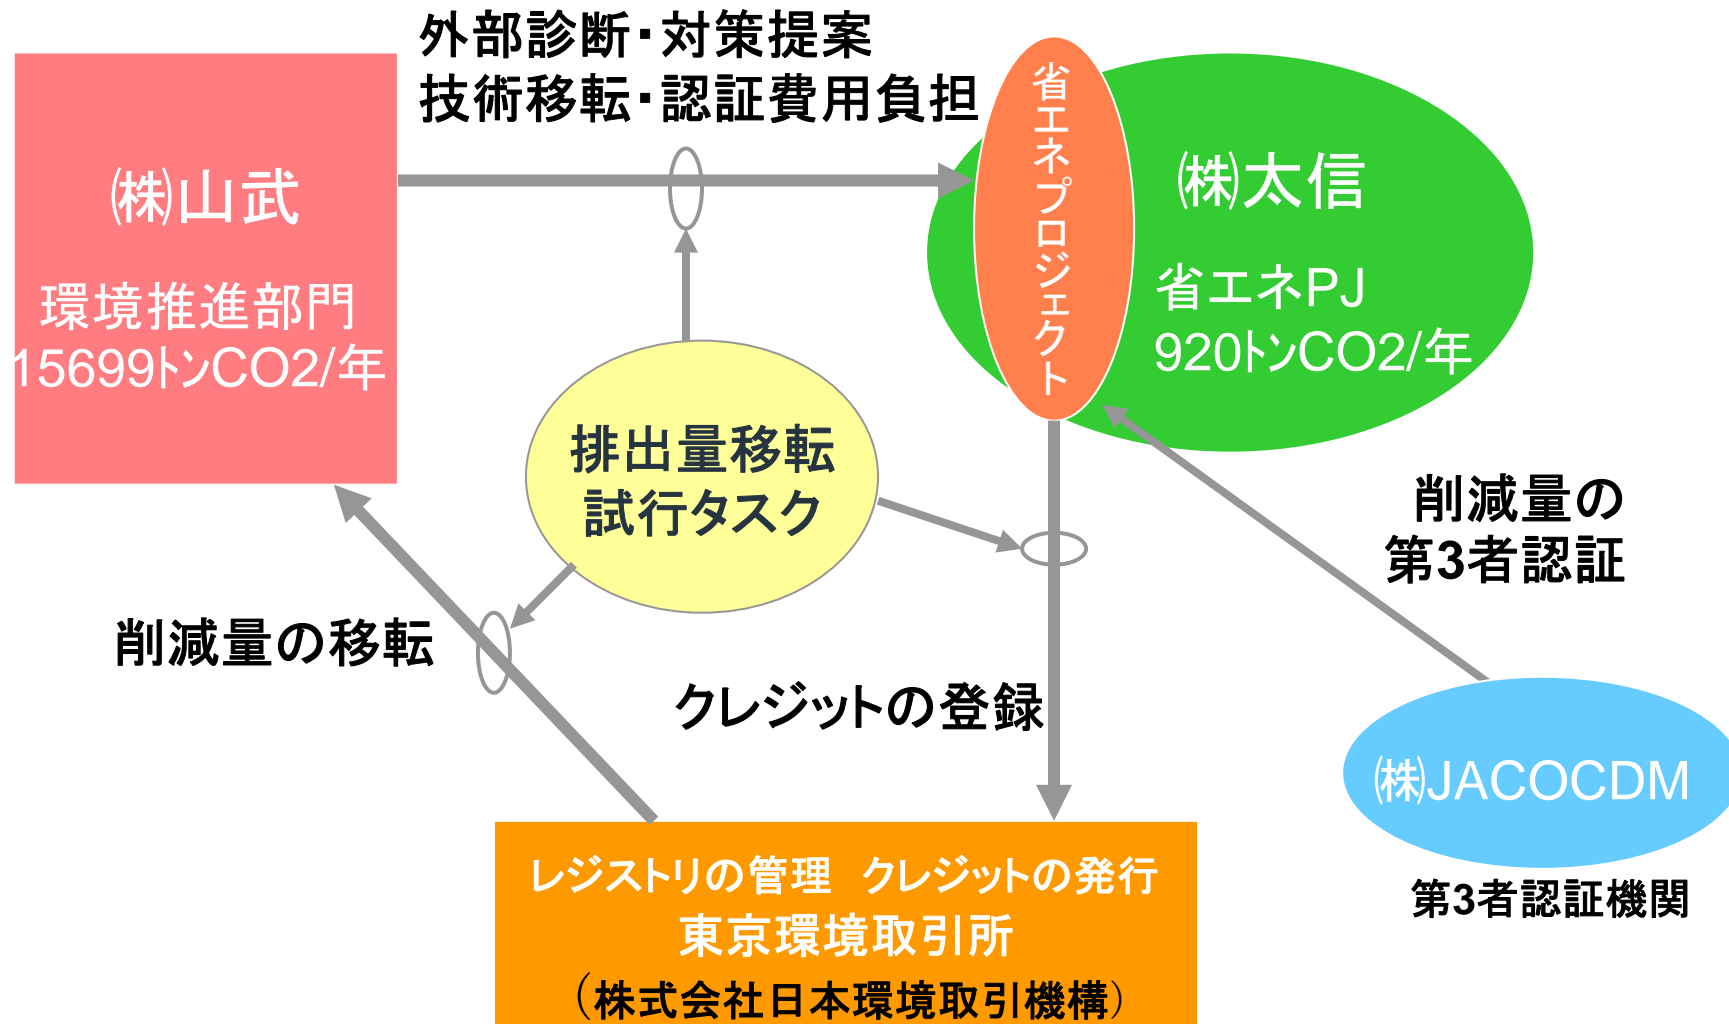 外部診断・対策提案
技術移転・認証費用負担
㈱山武
環境推進部門
15699㌧CO2/年
省エネプロジェクト
㈱太信
省エネPJ
920㌧CO2/年
排出量移転
試行タスク
削減量の
第3者認証
削減量の移転
クレジットの登録
㈱JACOCDM
第3者認証機関
レジストリの管理　クレジットの発行
東京環境取引所
（株式会社日本環境取引機構）